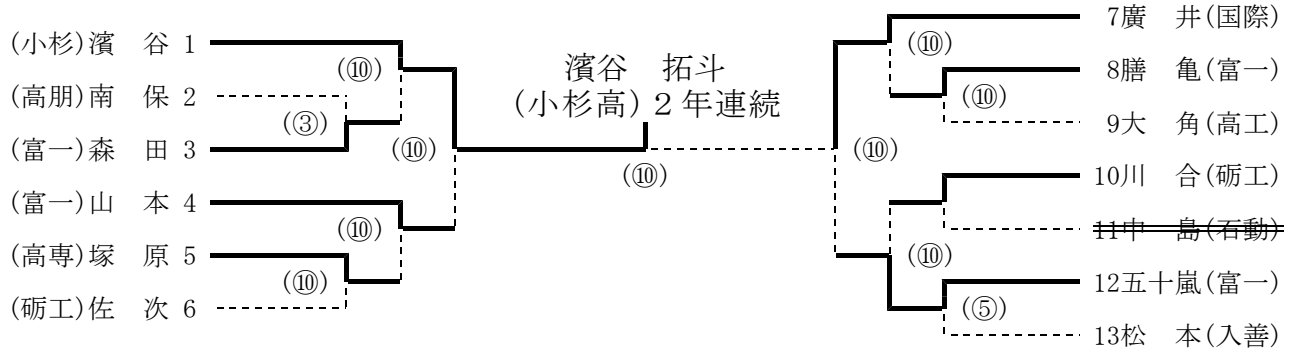 (小杉)濱　谷 1
(高朋)南　保 2
(富一)森　田 3
(富一)山　本 4
(高専)塚　原 5
(砺工)佐　次 6
(⑩)
(③)
(⑩)
(⑩)
(⑩)
濱谷　拓斗
(小杉高)２年連続
(⑩)
(⑩)
(⑩)
(⑩)
(⑩)
(⑤)
7廣　井(国際)
8膳　亀(富一)
9大　角(高工)
10川　合(砺工)
11中　島(石動)
12五十嵐(富一)
13松　本(入善)